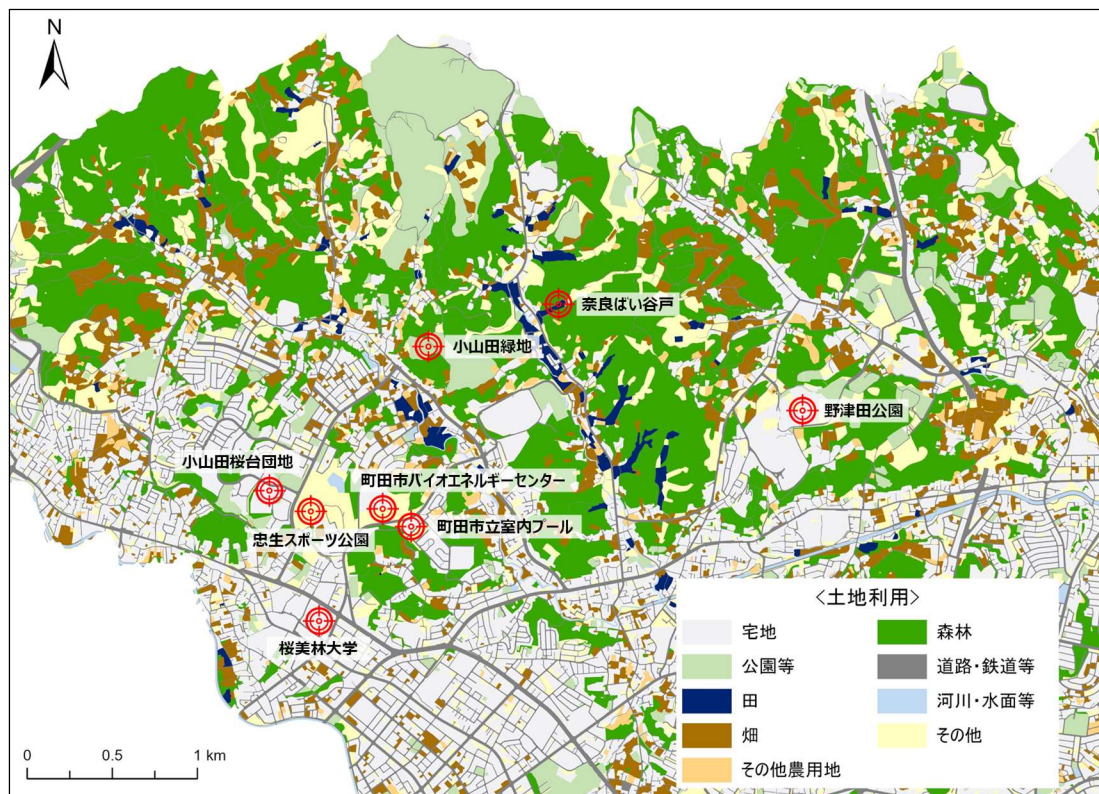 N
奈良ばい谷戸
小山田緑地
野津田公園
小山田桜台団地
町田市バイオエネルギーセンター
町田市立室内プール
忠生スポーツ公園
桜美林大学
<土地利用>
宅地
森林
公園等
道路・鉄道等
田
河川・水面等
畑
その他
その他農用地
0 0.5 1 km